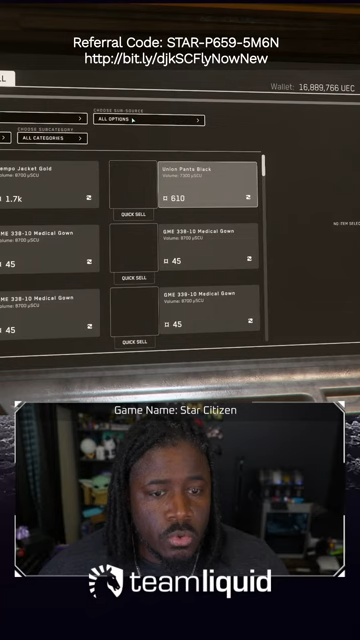 Referral Code: STAR-P659-5M6N
http://bit.ly/djkSCFlyNowNew
Wallet: 16,889,766 UEC
CHOOSE SUB-SOURCE
ALL OPTIONS
CHOOSE SUBCATEGORY
ALL CATEGORIES
Jacket Gold
1.7k
Union Pants Black
610
QUICK SELL
338-10 Medical Gown
45
GME 338-10 Medical Gown
45
QUICK SELL
338-10 Medical Gown
45
GME 338-10 Medical Gown
45
QUICK SELL
Game Name: Star Citizen
teamliquid